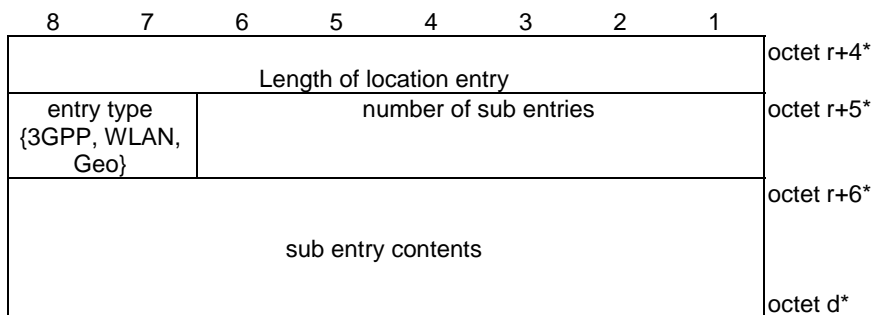 8 7 6 5 4 3 2 1
octet r+4*
Length of location entry
entry type number of sub entries octet r+5*
{3GPP, WLAN,
Geo}
octet r+6*
sub entry contents
octet d*